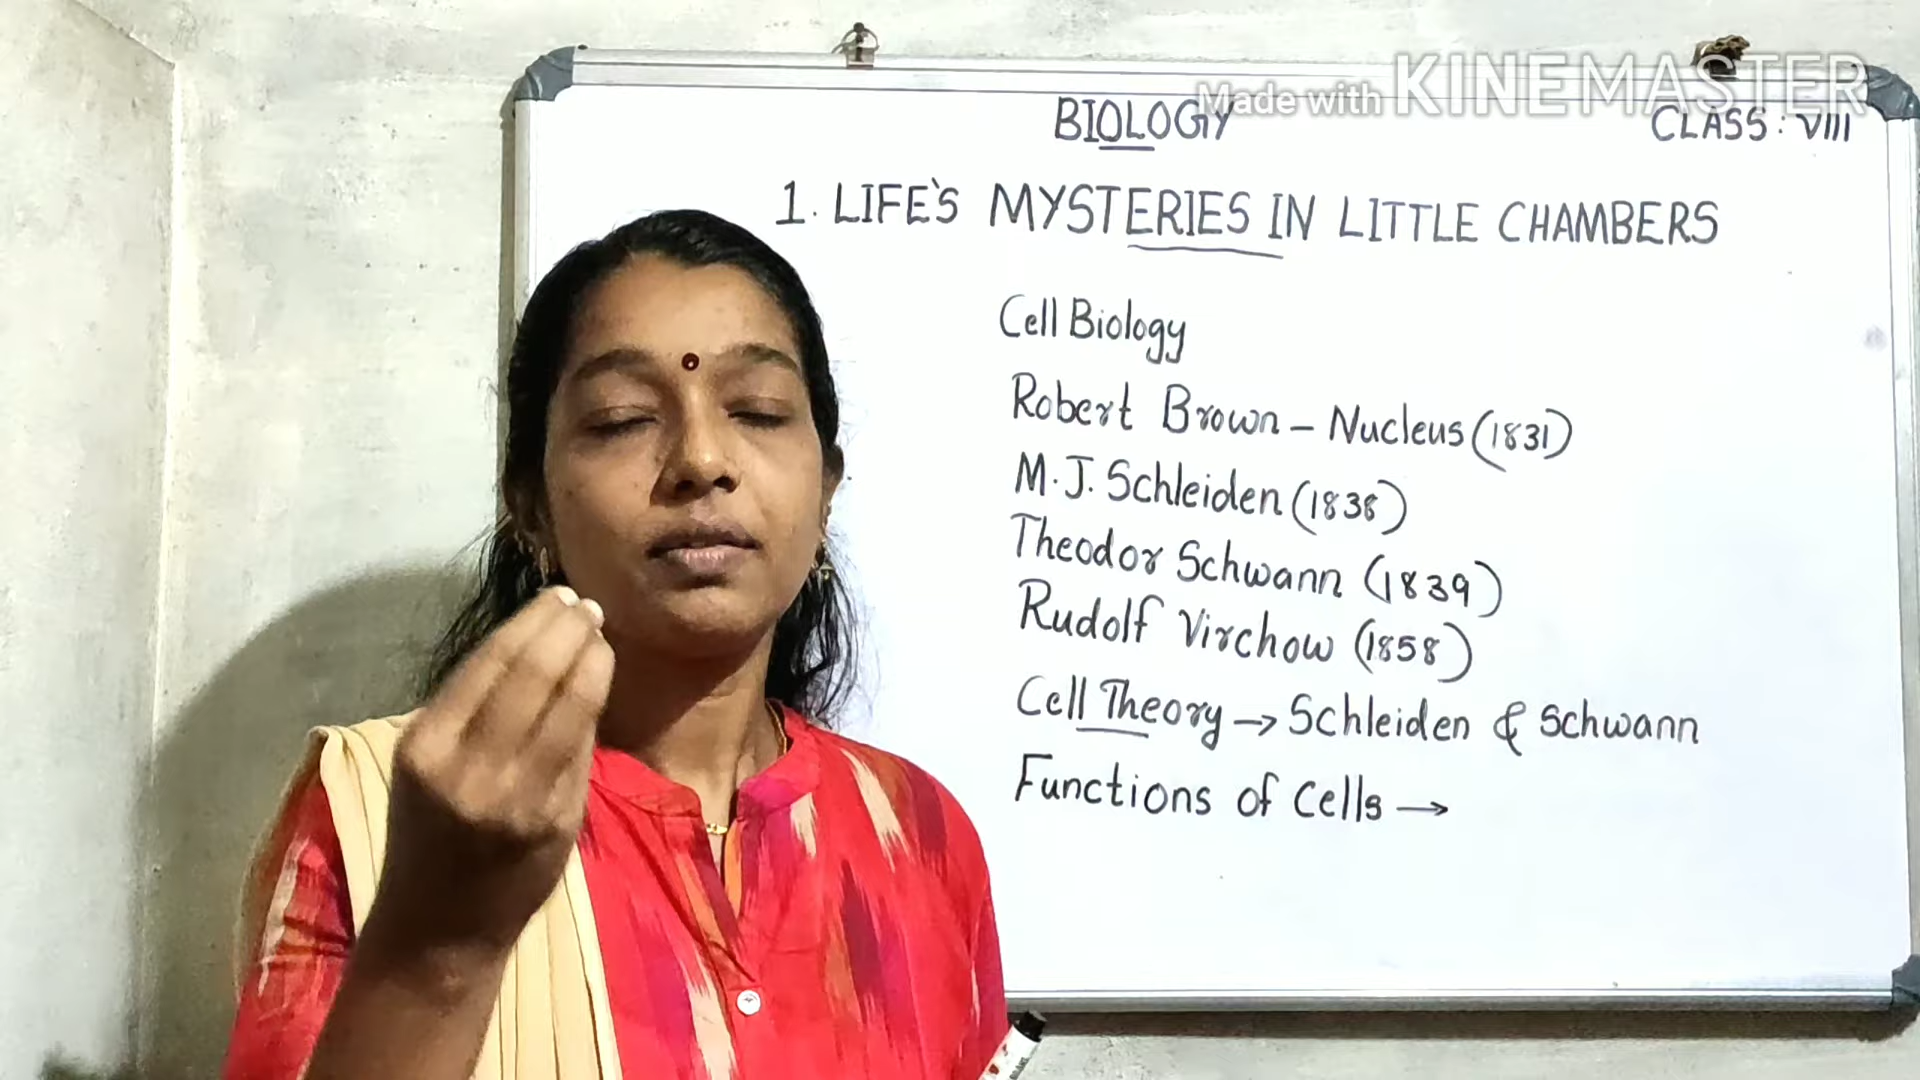 Made with KINEMASTER
BIOLOGY
CLASS : VIII
1. LIFE'S MYSTERIES IN LITTLE CHAMBERS
Cell Biology
Robert Brown - Nucleus (1831)
M.J. Schleiden (1838)
Theodor Schwann (1839)
Rudolf Virchow (1858)
Cell Theory → Schleiden & Schwann
Functions of Cells →